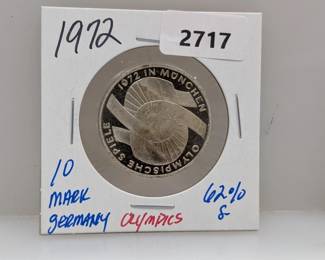 1972
2717
1972 IN MÜNCHEN
OLYMPISCHE SPIELE
10
MARK
germany OLYMPICS
62%
S